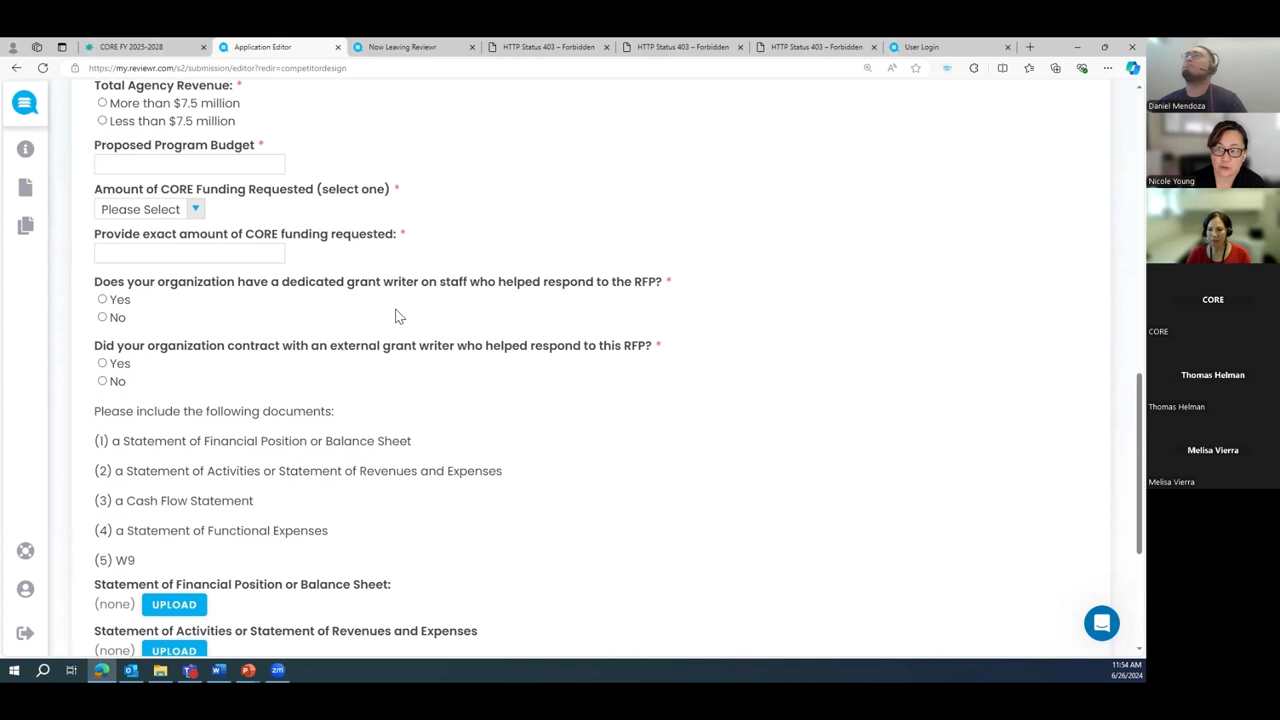 CORE FY 2025-2028
Application Editor
Now Leaving Reviewr
HTTP Status 403 – Forbidden
HTTP Status 403 – Forbidden
HTTP Status 403 – Forbidden
User Login
https://my.reviewr.com/s2/submission/editor?redir=competitordesign
Total Agency Revenue: *
More than $7.5 million
Less than $7.5 million
Proposed Program Budget *
Amount of CORE Funding Requested (select one) *
Please Select
Provide exact amount of CORE funding requested: *
Does your organization have a dedicated grant writer on staff who helped respond to the RFP? *
Yes
No
Did your organization contract with an external grant writer who helped respond to this RFP? *
Yes
No
Please include the following documents:
(1) a Statement of Financial Position or Balance Sheet
(2) a Statement of Activities or Statement of Revenues and Expenses
(3) a Cash Flow Statement
(4) a Statement of Functional Expenses
(5) W9
Statement of Financial Position or Balance Sheet:
(none) UPLOAD
Statement of Activities or Statement of Revenues and Expenses
(none) UPLOAD
11:54 AM
6/26/2024
Daniel Mendoza
Nicole Young
CORE
CORE
Thomas Helman
Thomas Helman
Melisa Vierra
Melisa Vierra